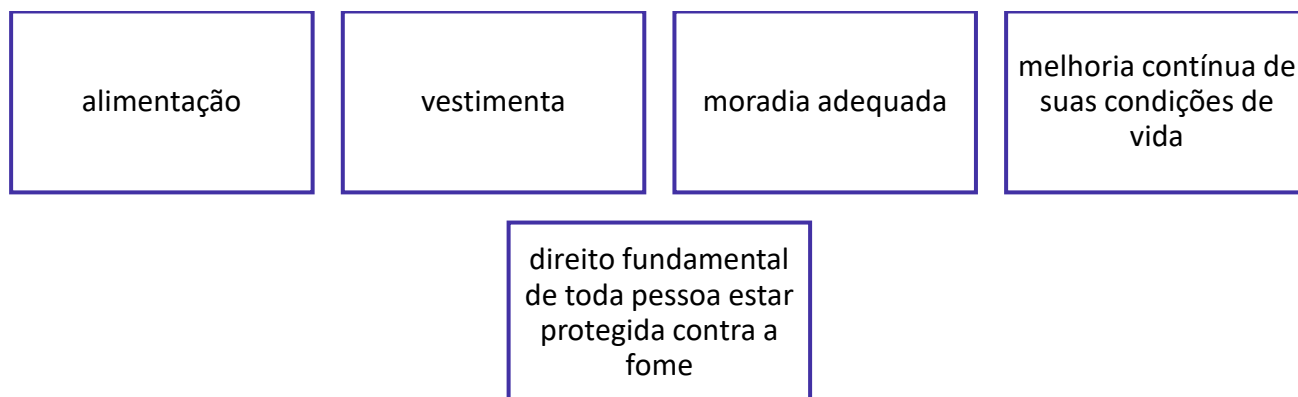 alimentação
vestimenta
moradia adequada
melhoria contínua de
suas condições de
vida
direito fundamental
de toda pessoa estar
protegida contra a
fome